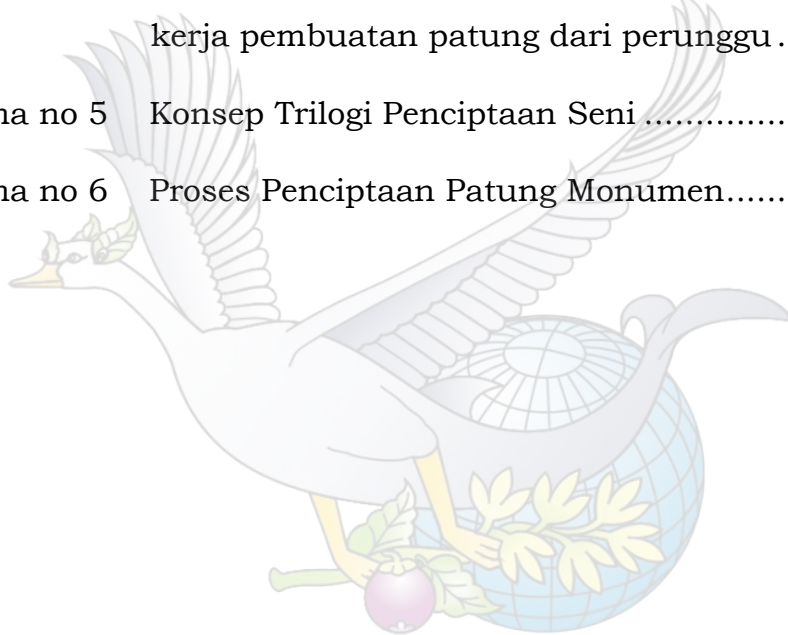 kerja pembuatan patung dari perunggu .
na no 5 Konsep Trilogi Penciptaan Seni ..............
na no 6 Proses Penciptaan Patung Monumen......